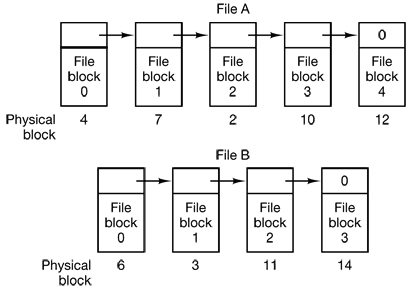 File A
0
File block 0
File block 1
File block 2
File block 3
File block 4
Physical block
4 7 2 10 12
File B
0
File block 0
File block 1
File block 2
File block 3
Physical block
6 3 11 14